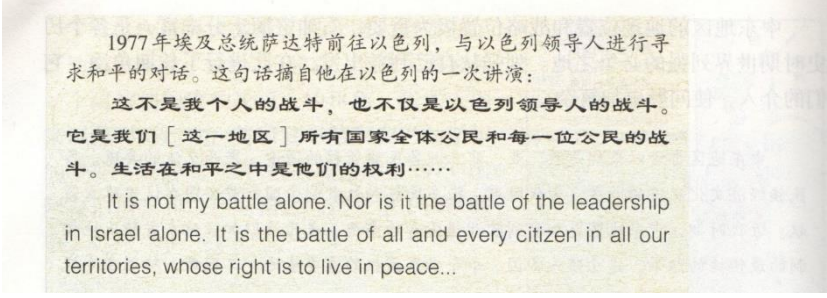 1977年埃及总统萨达特前往以色列，与以色列领导人进行寻
求和平的对话。这句话摘自他在以色列的一次讲演：
这不是我个人的战斗，也不仅是以色列领导人的战斗。
它是我们［这一地区］所有国家全体公民和每一位公民的战
斗。生活在和平之中是他们的权利……
It is not my battle alone. Nor is it the battle of the leadership
in Israel alone. It is the battle of all and every citizen in all our
territories, whose right is to live in peace...